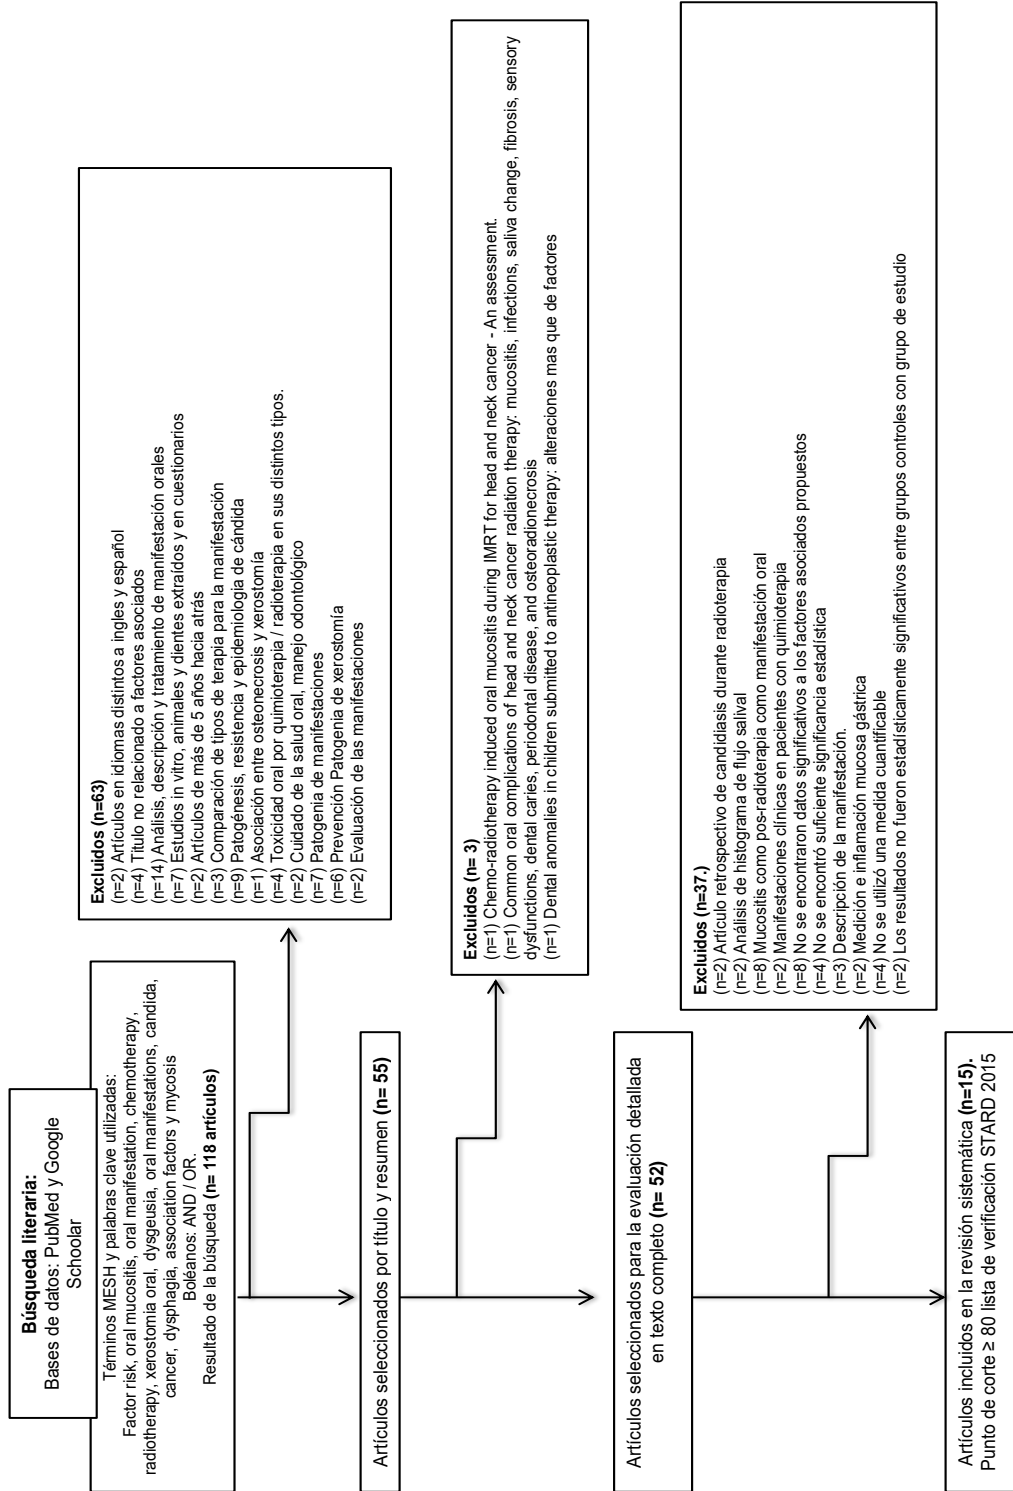 Búsqueda literaria:
Bases de datos: PubMed y Google
Schoolar
Términos MESH y palabras clave utilizadas:
Factor risk, oral mucositis, oral manifestation, chemotherapy,
radiotherapy, xerostomia oral, dysgeusia, oral manifestations, candida,
cancer, dysphagia, association factors y mycosis
Boléanos: AND / OR.
Resultado de la búsqueda (n= 118 artículos)
Excluidos (n=63)
(n=2) Artículos en idiomas distintos a ingles y español
(n=4) Título no relacionado a factores asociados
(n=14) Análisis, descripción y tratamiento de manifestación orales
(n=7) Estudios in vitro, animales y dientes extraídos y en cuestionarios
(n=2) Artículos de más de 5 años hacia atrás
(n=3) Comparación de tipos de terapia para la manifestación
(n=9) Patogénesis, resistencia y epidemiologia de cándida
(n=1) Asociación entre osteonecrosis y xerostomía
(n=4) Toxicidad oral por quimioterapia / radioterapia en sus distintos tipos.
(n=2) Cuidado de la salud oral, manejo odontológico
(n=7) Patogenia de manifestaciones
(n=6) Prevención Patogenia de xerostomía
(n=2) Evaluación de las manifestaciones
Artículos seleccionados por título y resumen (n= 55)
Excluidos (n= 3)
(n=1) Chemo-radiotherapy induced oral mucositis during IMRT for head and neck cancer - An assessment.
(n=1) Common oral complications of head and neck cancer radiation therapy: mucositis, infections, saliva change, fibrosis, sensory
dysfunctions, dental caries, periodontal disease, and osteoradionecrosis
(n=1) Dental anomalies in children submitted to antineoplastic therapy: alteraciones mas que de factores
Artículos seleccionados para la evaluación detallada
en texto completo (n= 52)
Excluidos (n=37.)
(n=2) Artículo retrospectivo de candidiasis durante radioterapia
(n=2) Análisis de histograma de flujo salival
(n=8) Mucositis como pos-radioterapia como manifestación oral
(n=2) Manifestaciones clínicas en pacientes con quimioterapia
(n=8) No se encontraron datos significativos a los factores asociados propuestos
(n=4) No se encontró suficiente significancia estadística
(n=3) Descripción de la manifestación.
(n=2) Medición e inflamación mucosa gástrica
(n=4) No se utilizó una medida cuantificable
(n=2) Los resultados no fueron estadísticamente significativos entre grupos controles con grupo de estudio
Artículos incluidos en la revisión sistemática (n=15).
Punto de corte ≥ 80 lista de verificación STARD 2015